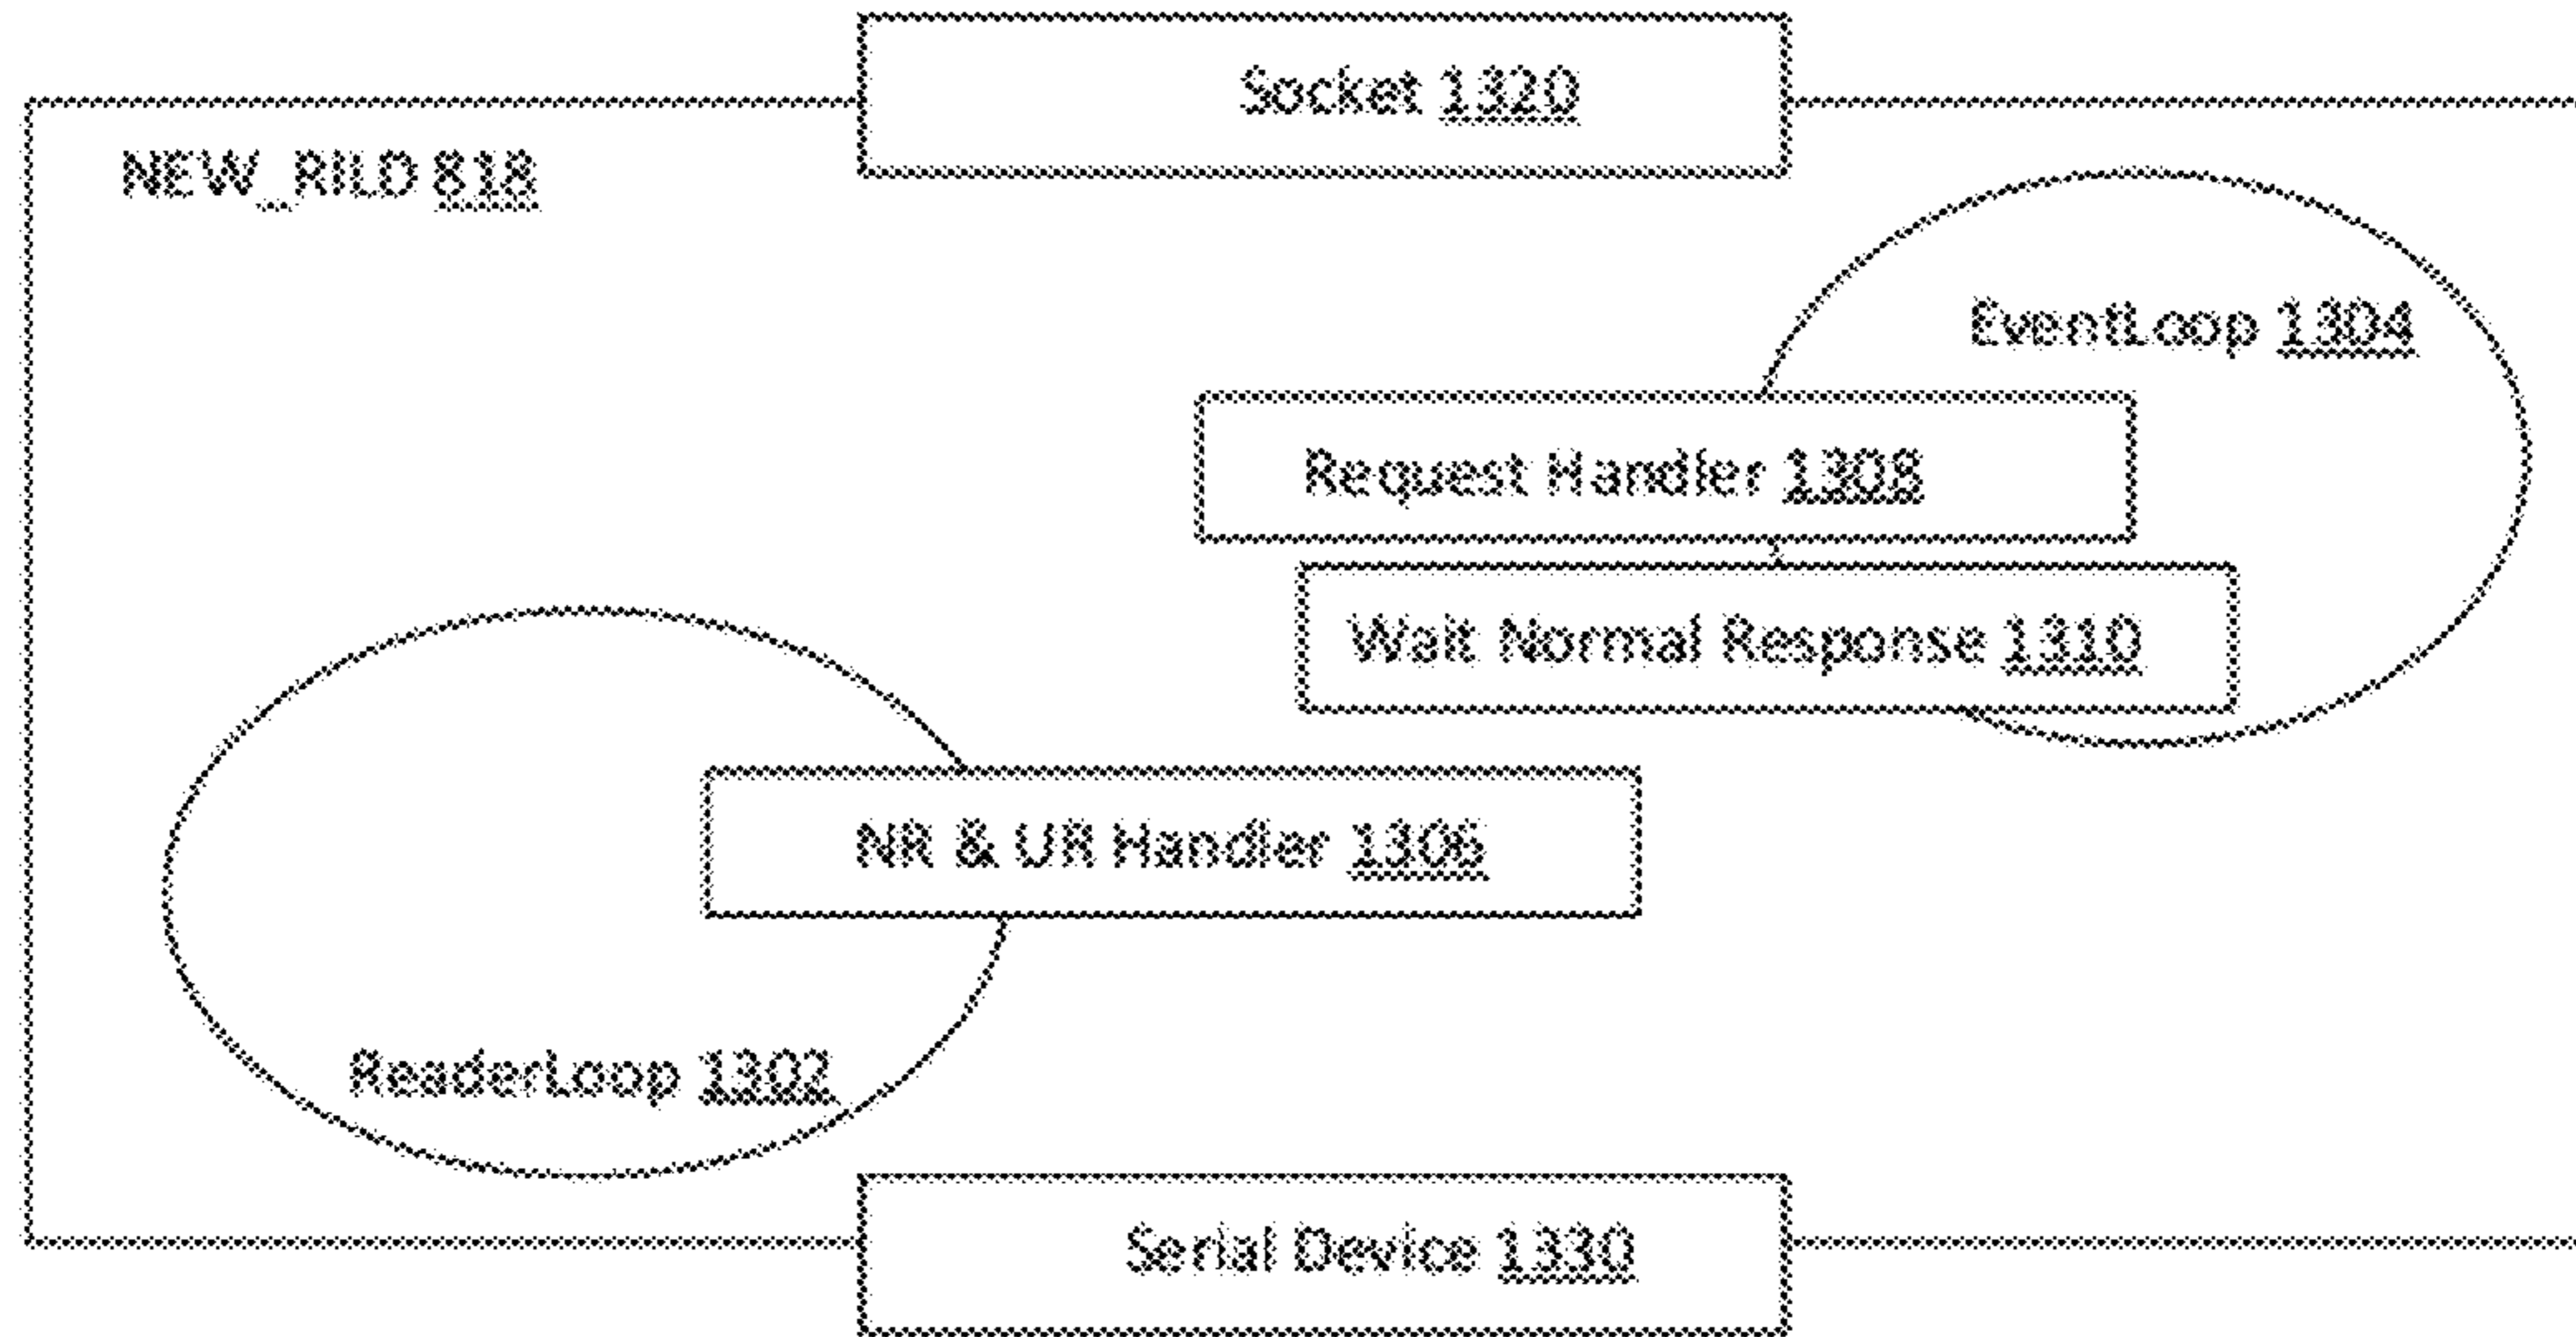 Socket 1320
NEW_RILD 818
EventLoop 1304
Request Handler 1308
Wait Normal Response 1310
NR & UR Handler 1306
ReaderLoop 1302
Serial Device 1330